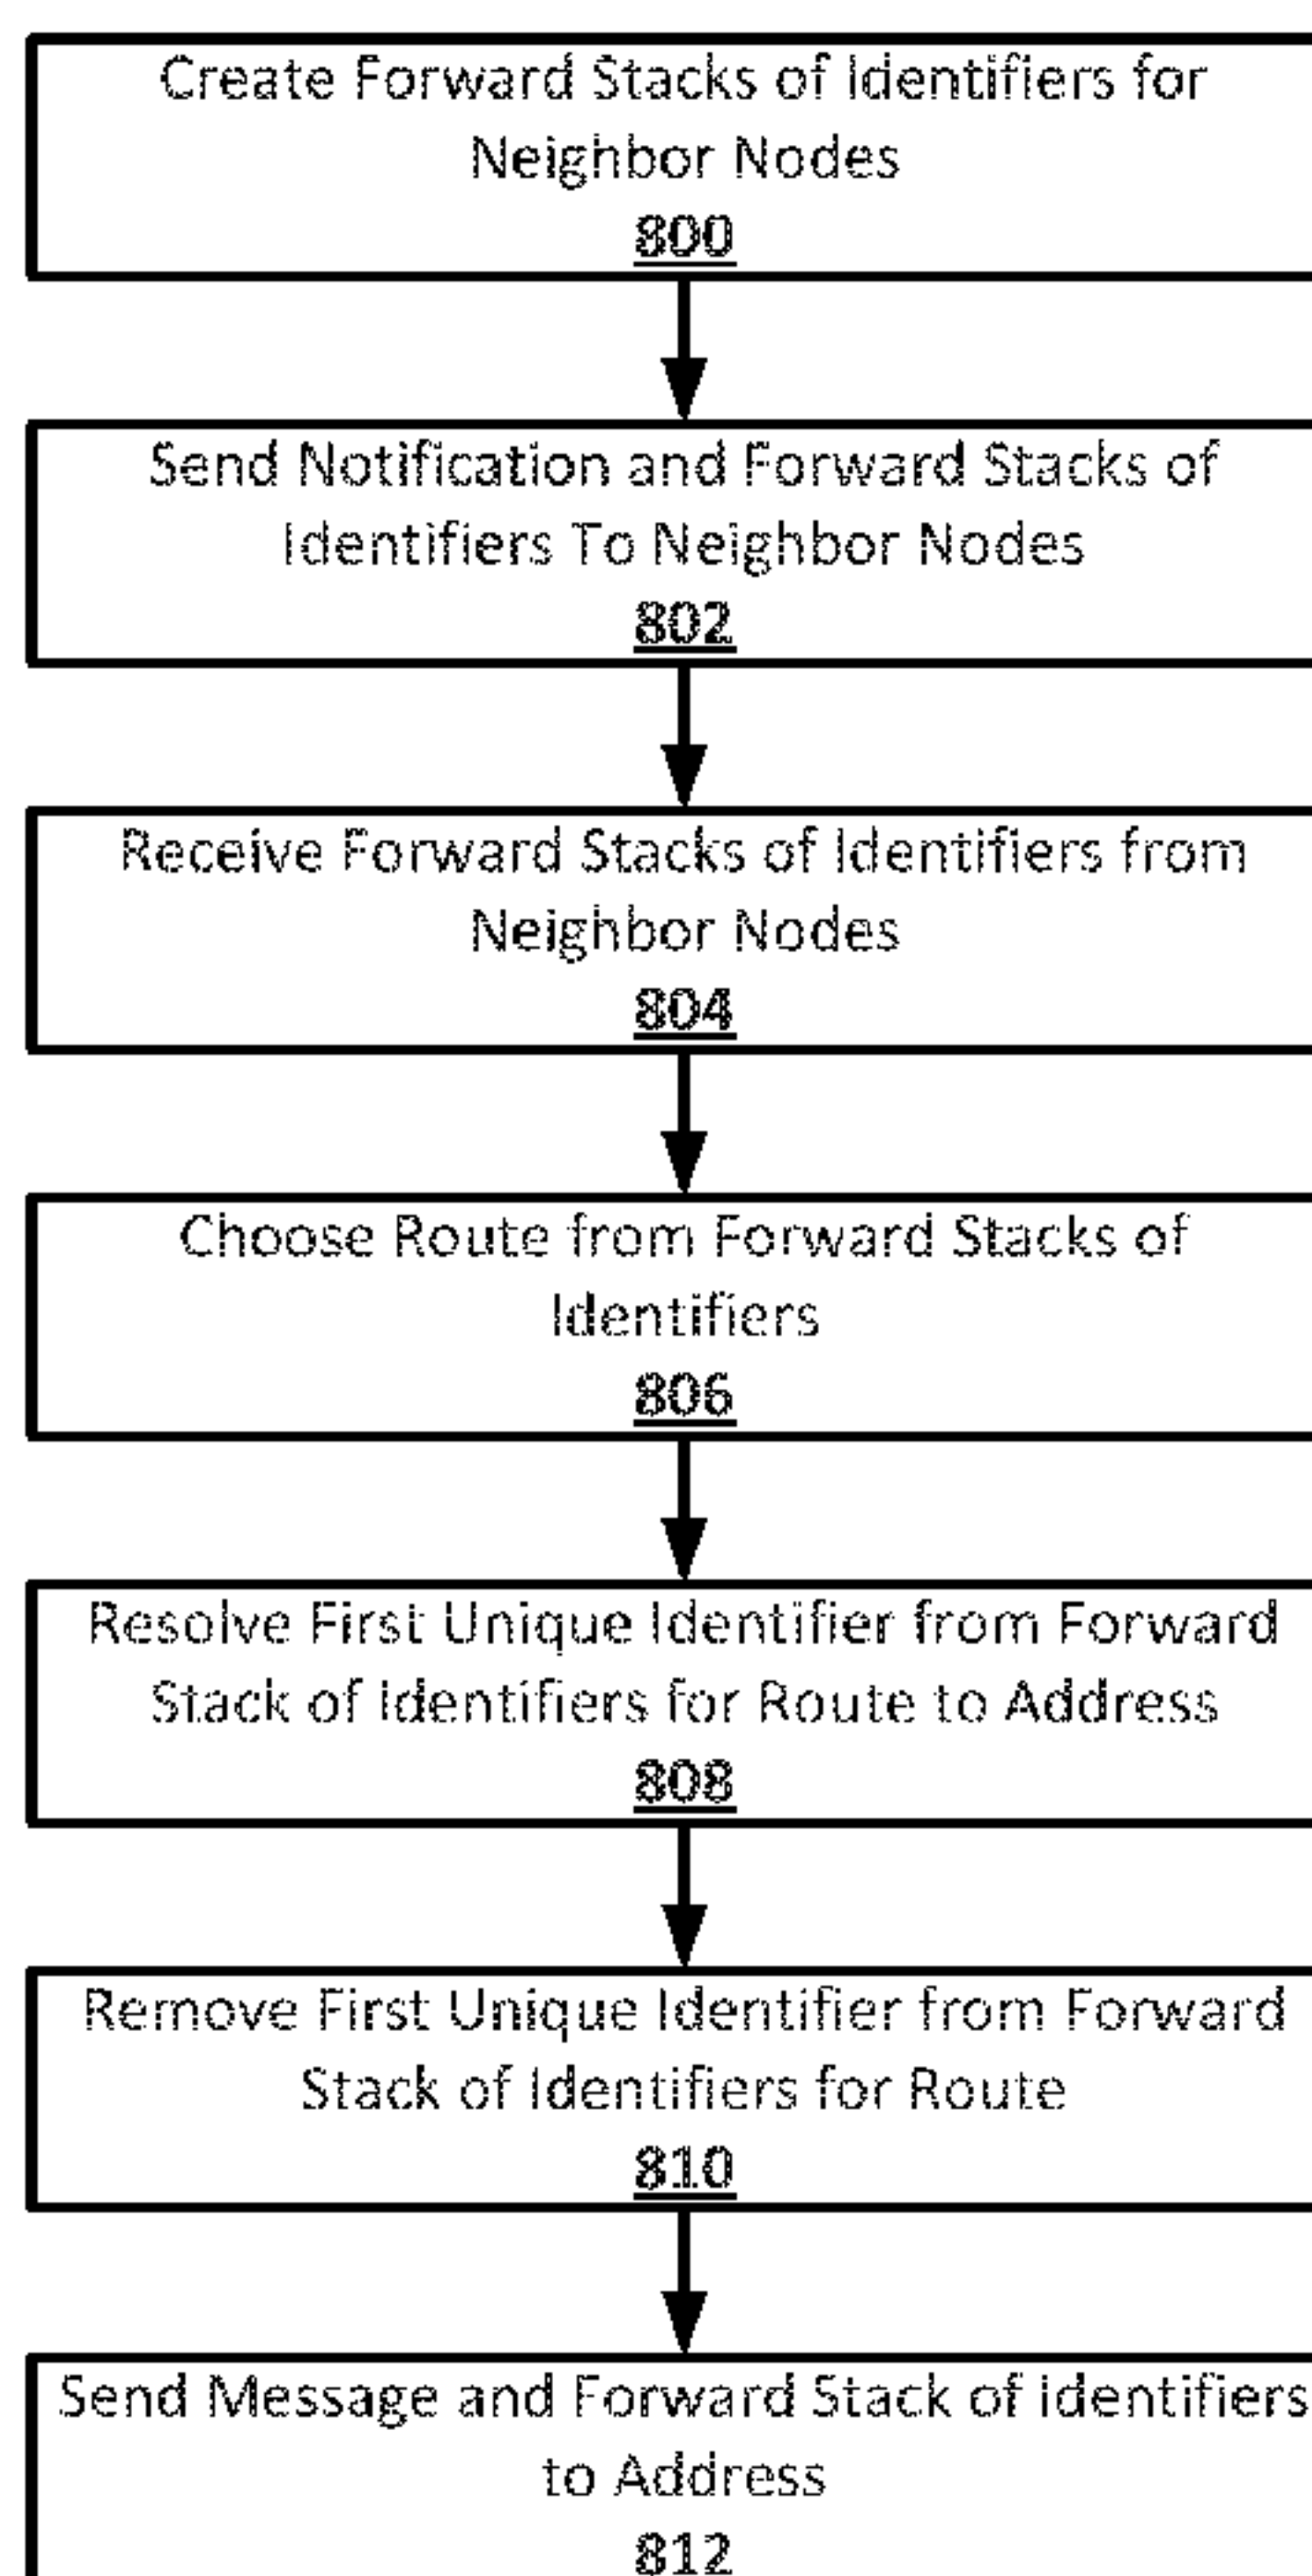 Create Forward Stacks of Identifiers for
Neighbor Nodes
800
Send Notification and Forward Stacks of
Identifiers To Neighbor Nodes
802
Receive Forward Stacks of Identifiers from
Neighbor Nodes
804
Choose Route from Forward Stacks of
Identifiers
806
Resolve First Unique Identifier from Forward
Stack of Identifiers for Route to Address
808
Remove First Unique Identifier from Forward
Stack of Identifiers for Route
810
Send Message and Forward Stack of identifiers
to Address
812